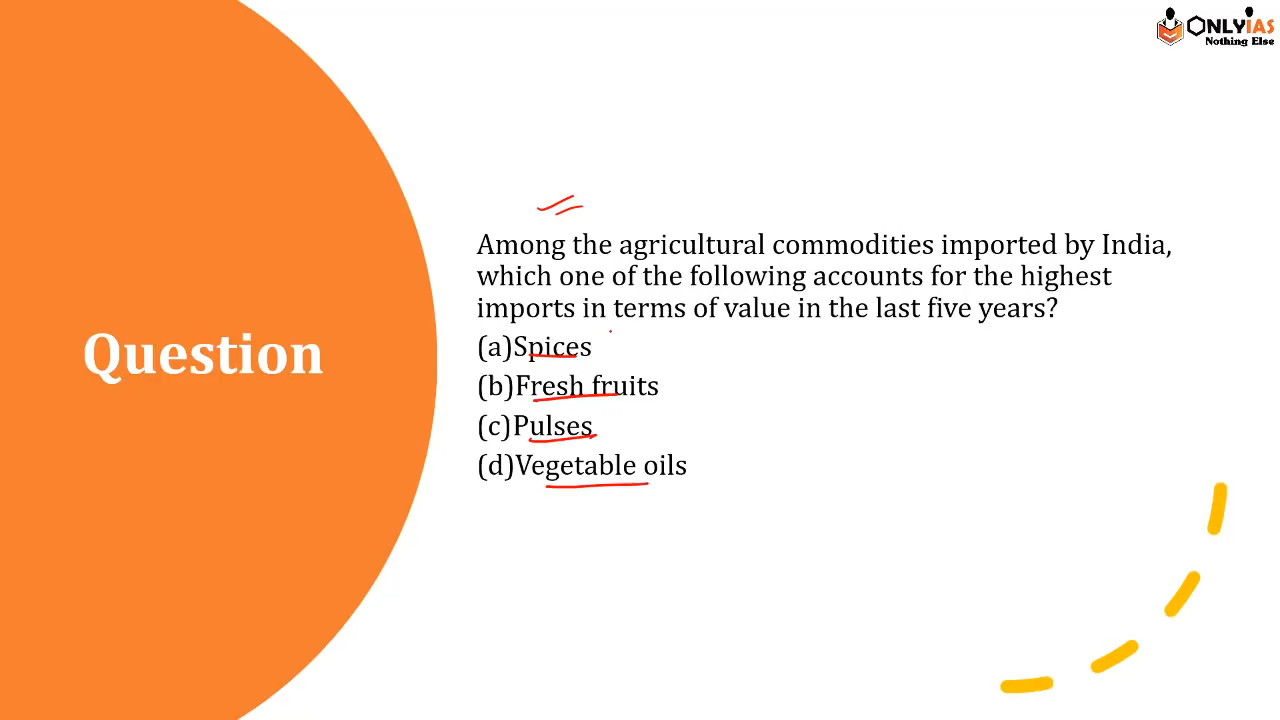 ONLYIAS
Nothing Else
Question
Among the agricultural commodities imported by India,
which one of the following accounts for the highest
imports in terms of value in the last five years?
(a)Spices
(b)Fresh fruits
(c)Pulses
(d)Vegetable oils